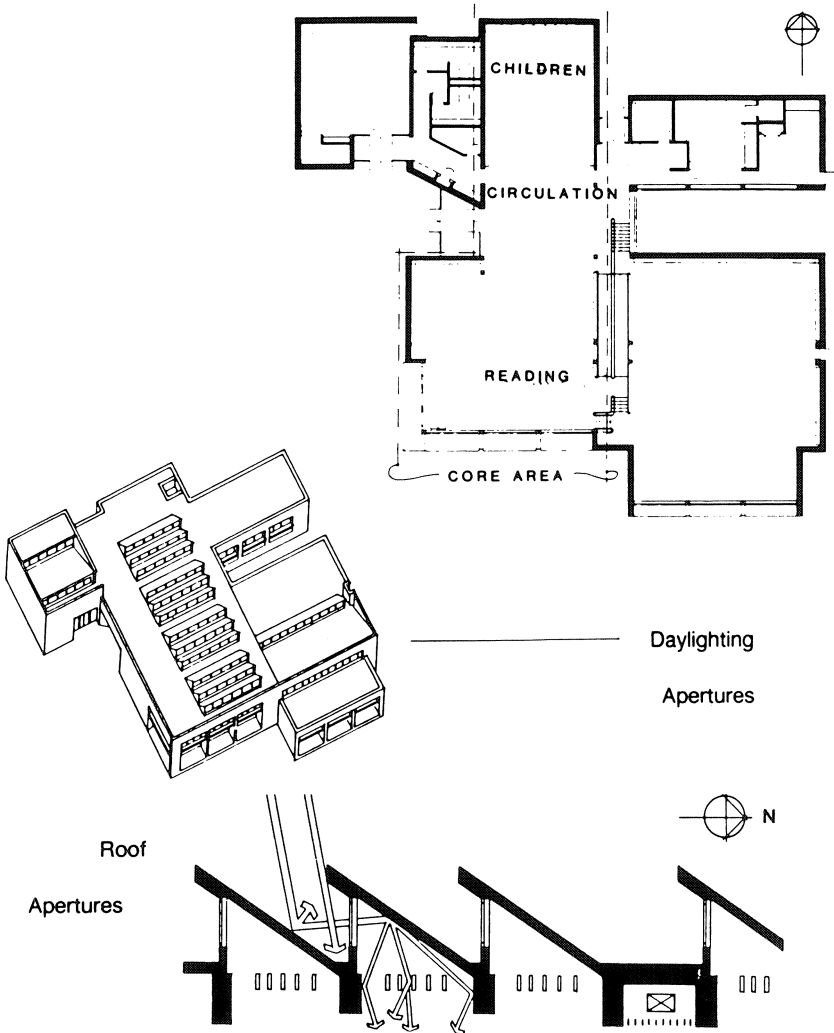 CHILDREN
CIRCULATION
READING
CORE AREA
Daylighting
Apertures
N
Roof
Apertures